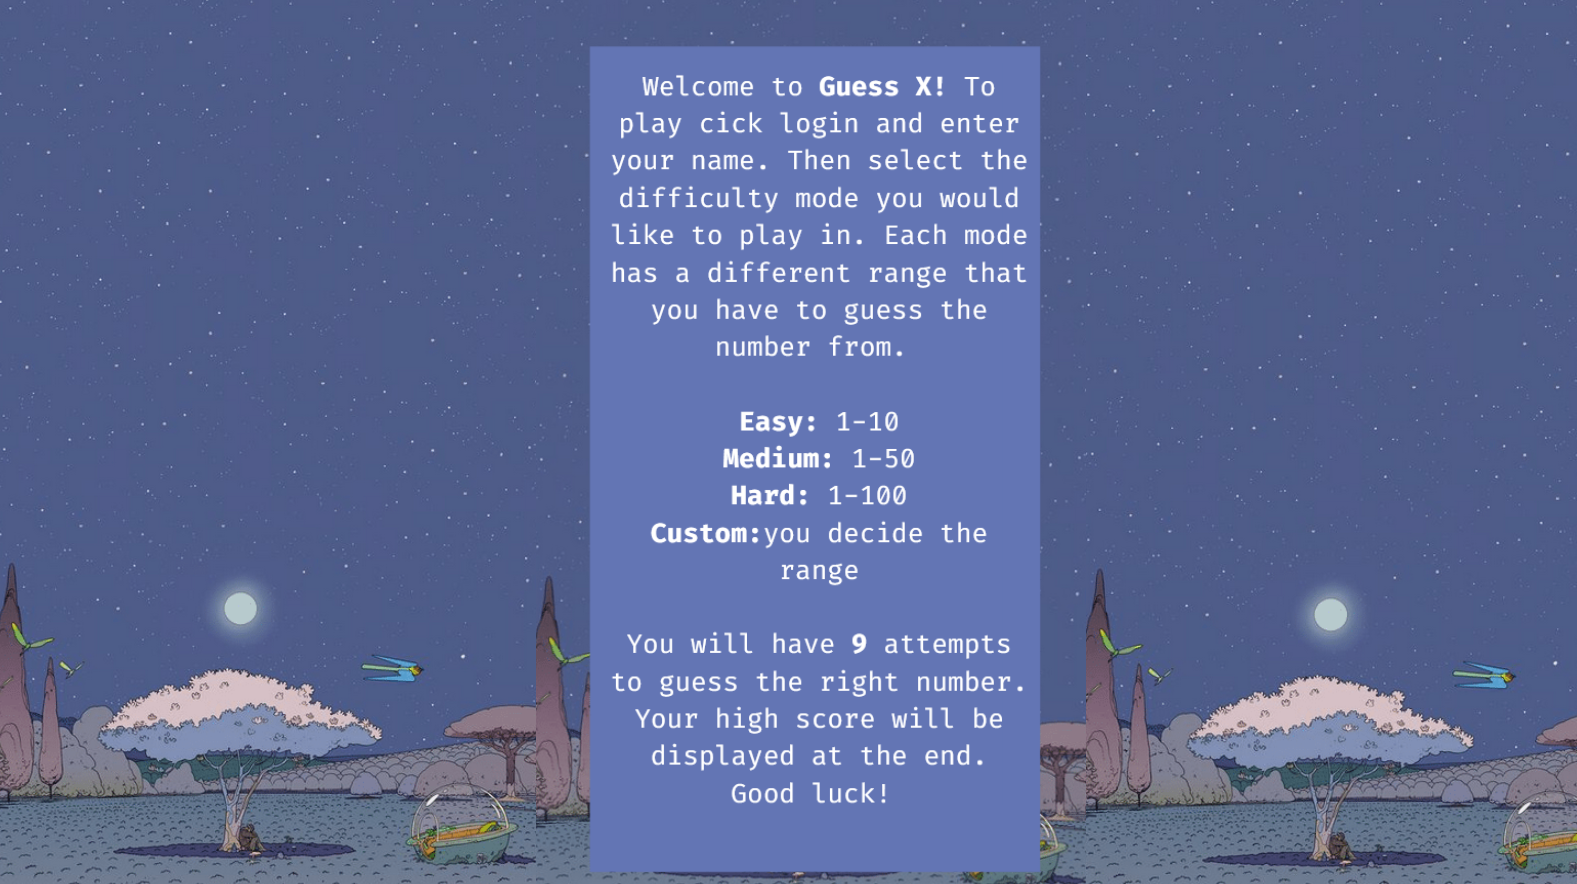 Welcome to Guess X! To
play cick login and enter
your name. Then select the
difficulty mode you would
like to play in. Each mode
has a different range that
you have to guess the
number from.
Easy: 1-10
Medium: 1-50
Hard: 1-100
Custom:you decide the
range
You will have 9 attempts
to guess the right number.
Your high score will be
displayed at the end.
Good luck!